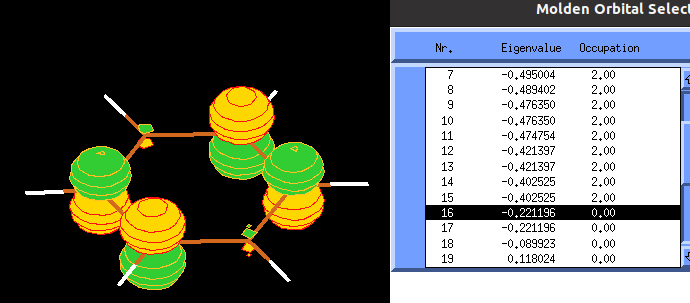 Molden Orbital Select
Nr. Eigenvalue Occupation
7 -0.495004 2.00
8 -0.489402 2.00
9 -0.476350 2.00
10 -0.476350 2.00
11 -0.474754 2.00
12 -0.421397 2.00
13 -0.421397 2.00
14 -0.402525 2.00
15 -0.402525 2.00
16 -0.221196 0.00
17 -0.221196 0.00
18 -0.089923 0.00
19 0.118024 0.00